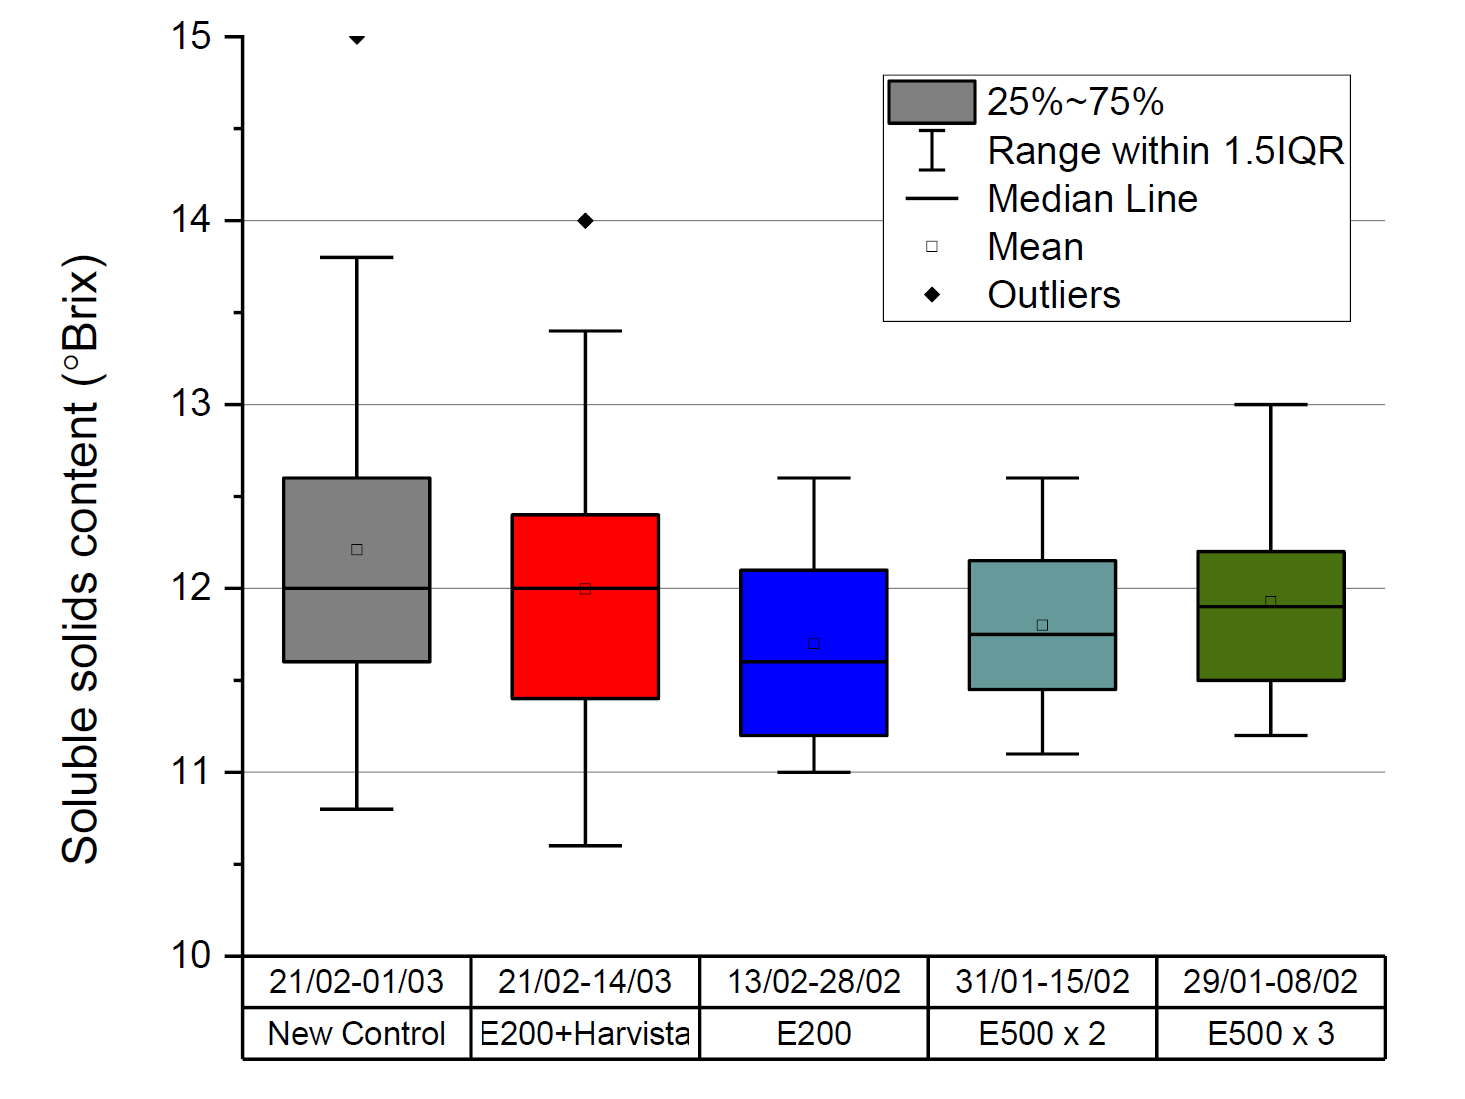 15
14
13
12
11
10
Soluble solids content (°Brix)
25%~75%
Range within 1.5IQR
Median Line
Mean
Outliers
21/02-01/03 21/02-14/03 13/02-28/02 31/01-15/02 29/01-08/02
New Control E200+Harvista E200 E500 x 2 E500 x 3